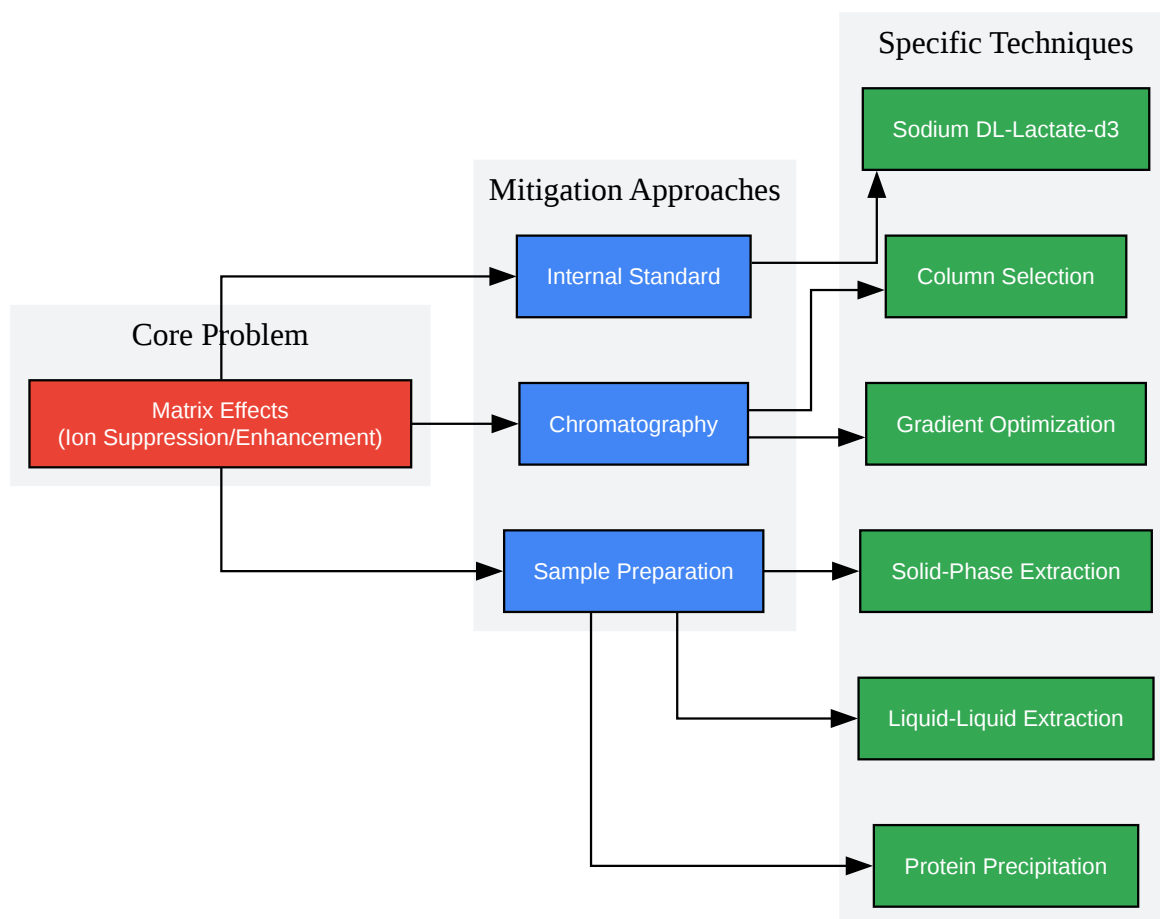 Core Problem
Matrix Effects
(Ion Suppression/Enhancement)
Mitigation Approaches
Internal Standard
Chromatography
Sample Preparation
Specific Techniques
Sodium DL-Lactate-d3
Column Selection
Gradient Optimization
Solid-Phase Extraction
Liquid-Liquid Extraction
Protein Precipitation